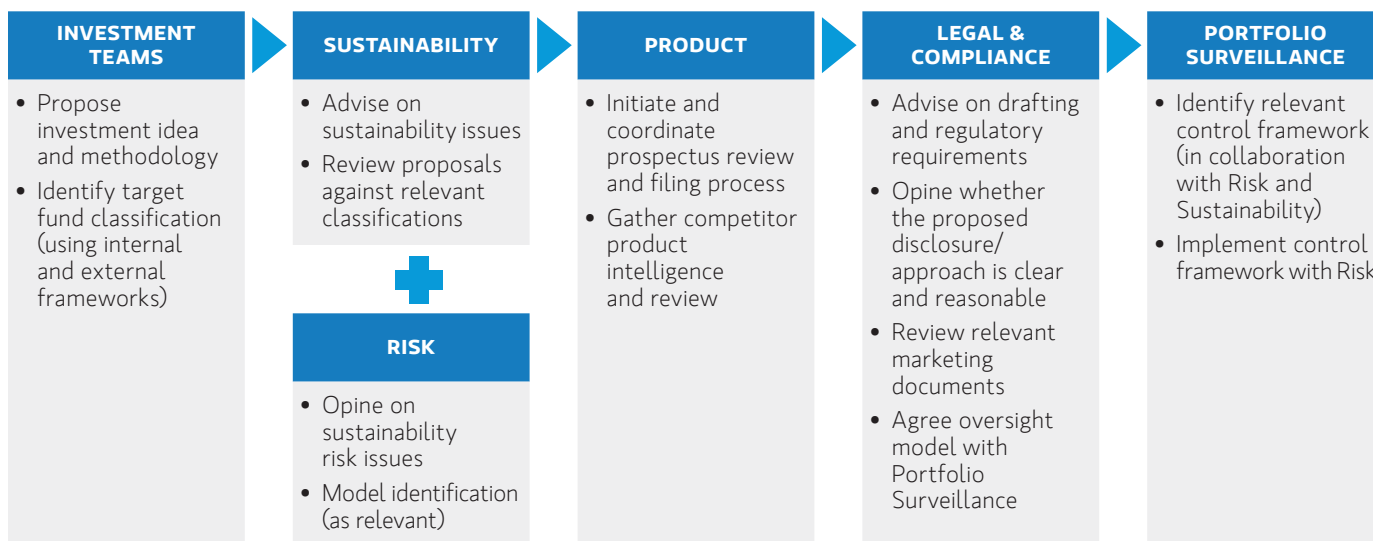 INVESTMENT
TEAMS
• Propose
investment idea
and methodology
• Identify target
fund classification
(using internal
and external
frameworks)
SUSTAINABILITY
• Advise on
sustainability issues
• Review proposals
against relevant
classifications
RISK
• Opine on
sustainability
risk issues
• Model identification
(as relevant)
PRODUCT
• Initiate and
coordinate
prospectus review
and filing process
• Gather competitor
product
intelligence
and review
LEGAL &
COMPLIANCE
• Advise on drafting
and regulatory
requirements
• Opine whether
the proposed
disclosure/
approach is clear
and reasonable
• Review relevant
marketing
documents
• Agree oversight
model with
Portfolio
Surveillance
PORTFOLIO
SURVEILLANCE
• Identify relevant
control framework
(in collaboration
with Risk and
Sustainability)
• Implement control
framework with Risk